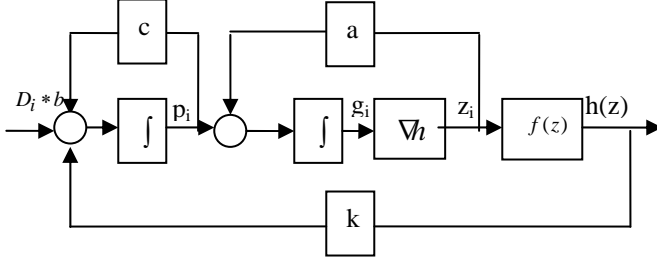 c
a
D_i * b
p_i
g_i
z_i
h(z)
∫
∫
∇h
f(z)
k